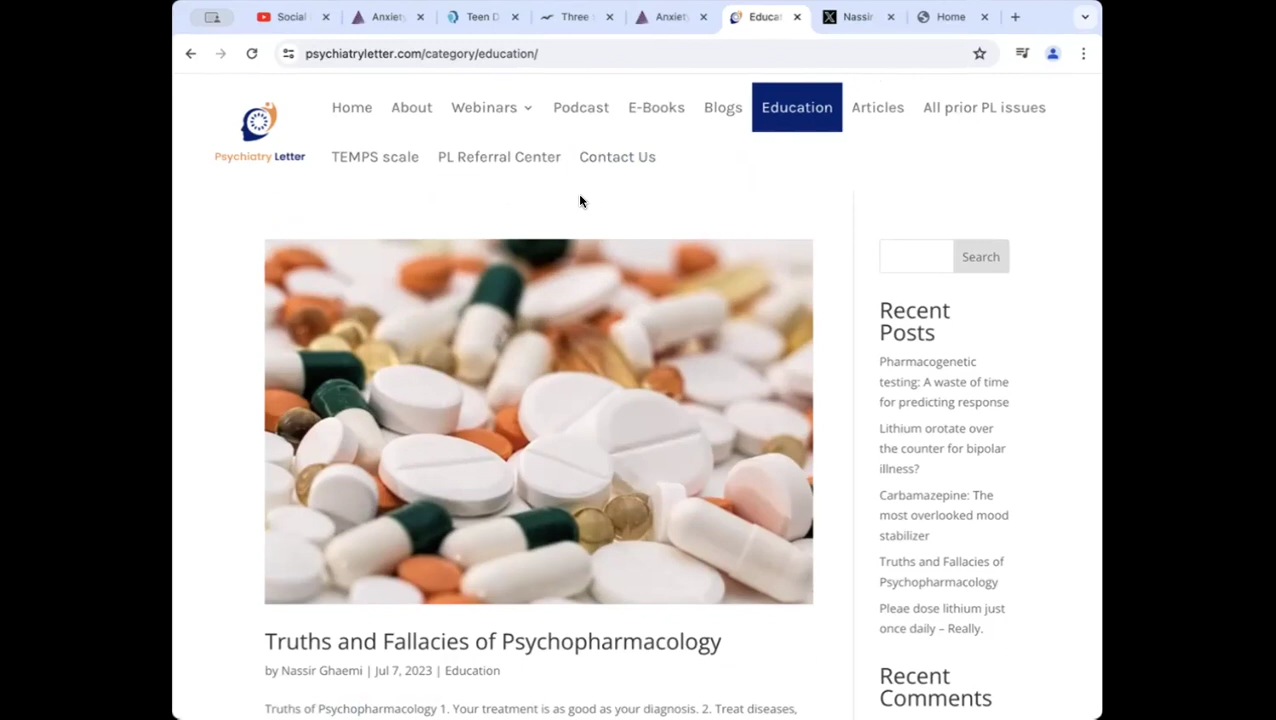 Social
Anxiet
Teen D
Three
Anxiet
Educat
Nassir
Home
psychiatryletter.com/category/education/
Psychiatry Letter
Home About Webinars Podcast E-Books Blogs Education Articles All prior PL issues
TEMPS scale PL Referral Center Contact Us
Search
Recent
Posts
Pharmacogenetic
testing: A waste of time
for predicting response
Lithium orotate over
the counter for bipolar
illness?
Carbamazepine: The
most overlooked mood
stabilizer
Truths and Fallacies of
Psychopharmacology
Pleae dose lithium just
once daily – Really.
Recent
Comments
Truths and Fallacies of Psychopharmacology
by Nassir Ghaemi | Jul 7, 2023 | Education
Truths of Psychopharmacology 1. Your treatment is as good as your diagnosis. 2. Treat diseases,